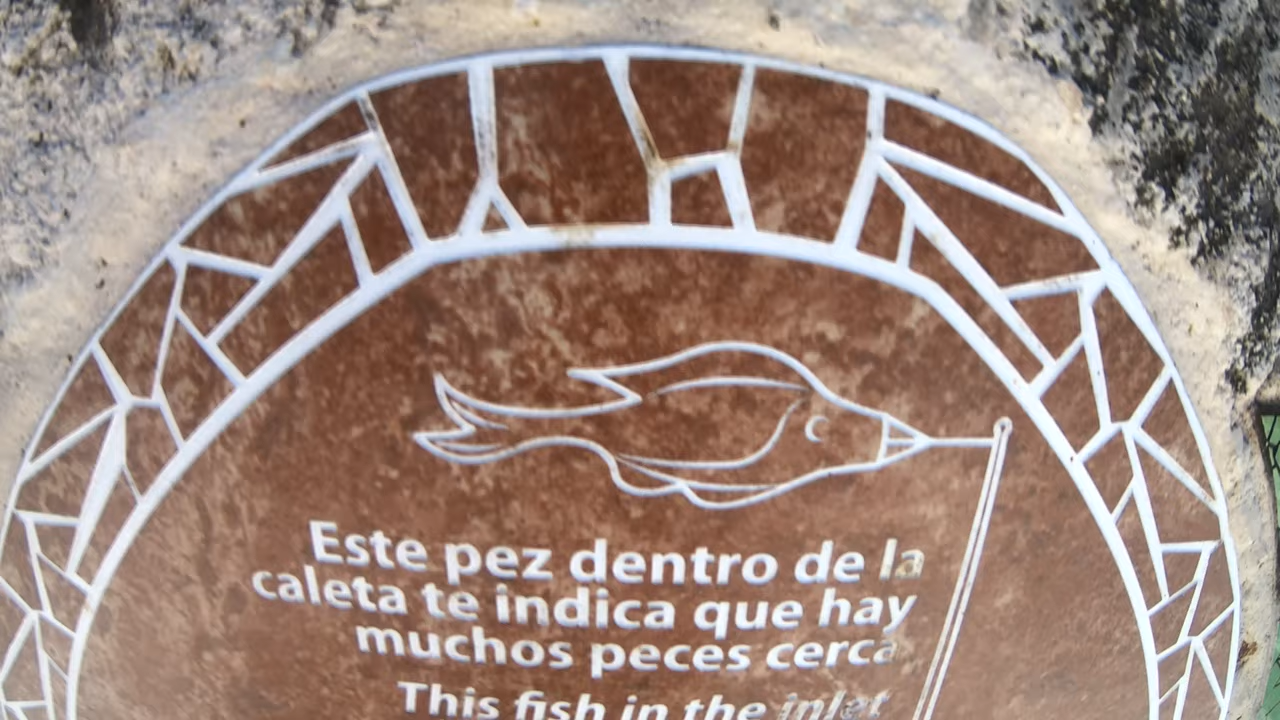 Este pez dentro de la
caleta te indica que hay
muchos peces cerca
This fish in the inlet